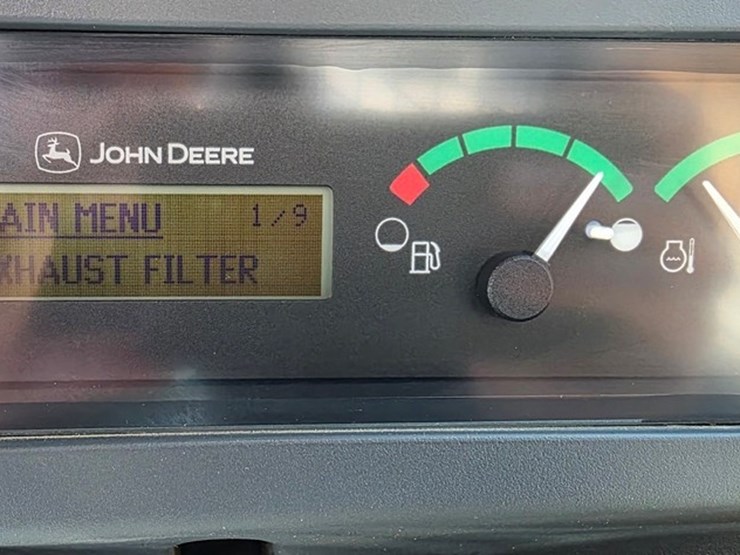 JOHN DEERE
AIN MENU 1/9
XHAUST FILTER